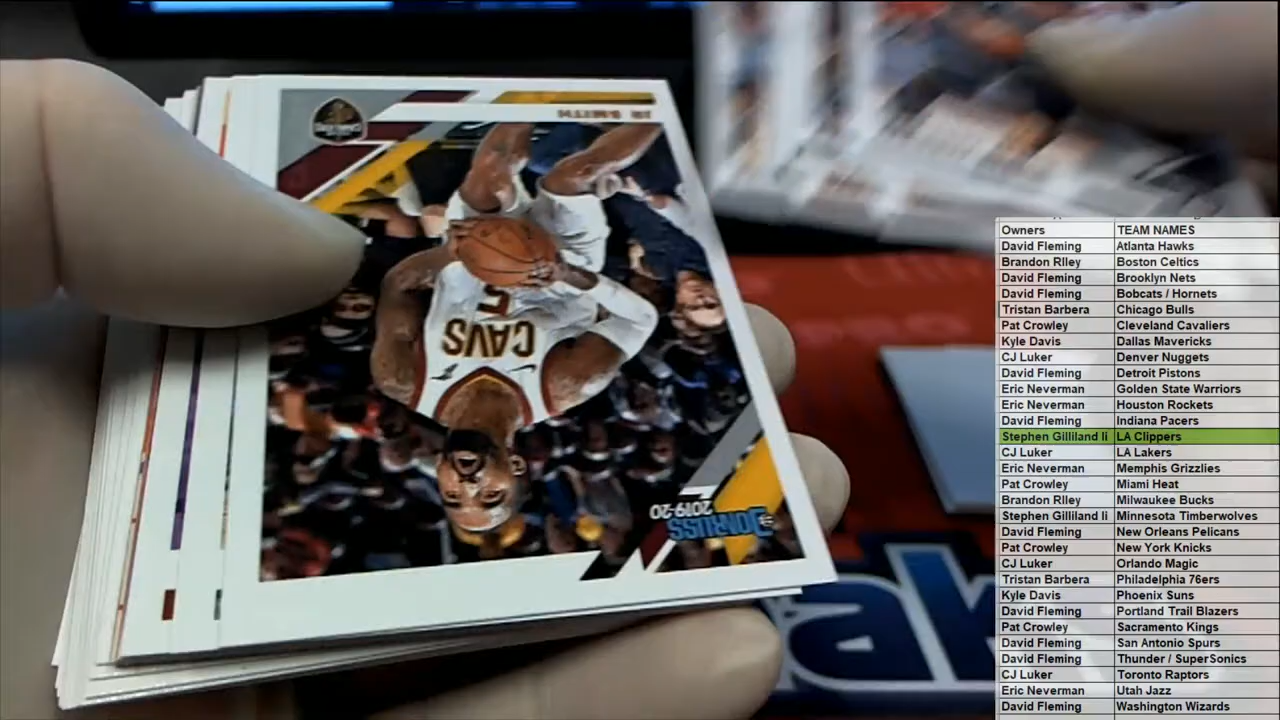 JR SMITH
5
CAVS
2019-20
DONRUSS
Owners TEAM NAMES
David Fleming Atlanta Hawks
Brandon RIley Boston Celtics
David Fleming Brooklyn Nets
David Fleming Bobcats / Hornets
Tristan Barbera Chicago Bulls
Pat Crowley Cleveland Cavaliers
Kyle Davis Dallas Mavericks
CJ Luker Denver Nuggets
David Fleming Detroit Pistons
Eric Neverman Golden State Warriors
Eric Neverman Houston Rockets
David Fleming Indiana Pacers
Stephen Gilliland Ii LA Clippers
CJ Luker LA Lakers
Eric Neverman Memphis Grizzlies
Pat Crowley Miami Heat
Brandon RIley Milwaukee Bucks
Stephen Gilliland Ii Minnesota Timberwolves
David Fleming New Orleans Pelicans
Pat Crowley New York Knicks
CJ Luker Orlando Magic
Tristan Barbera Philadelphia 76ers
Kyle Davis Phoenix Suns
David Fleming Portland Trail Blazers
Pat Crowley Sacramento Kings
David Fleming San Antonio Spurs
David Fleming Thunder / SuperSonics
CJ Luker Toronto Raptors
Eric Neverman Utah Jazz
David Fleming Washington Wizards